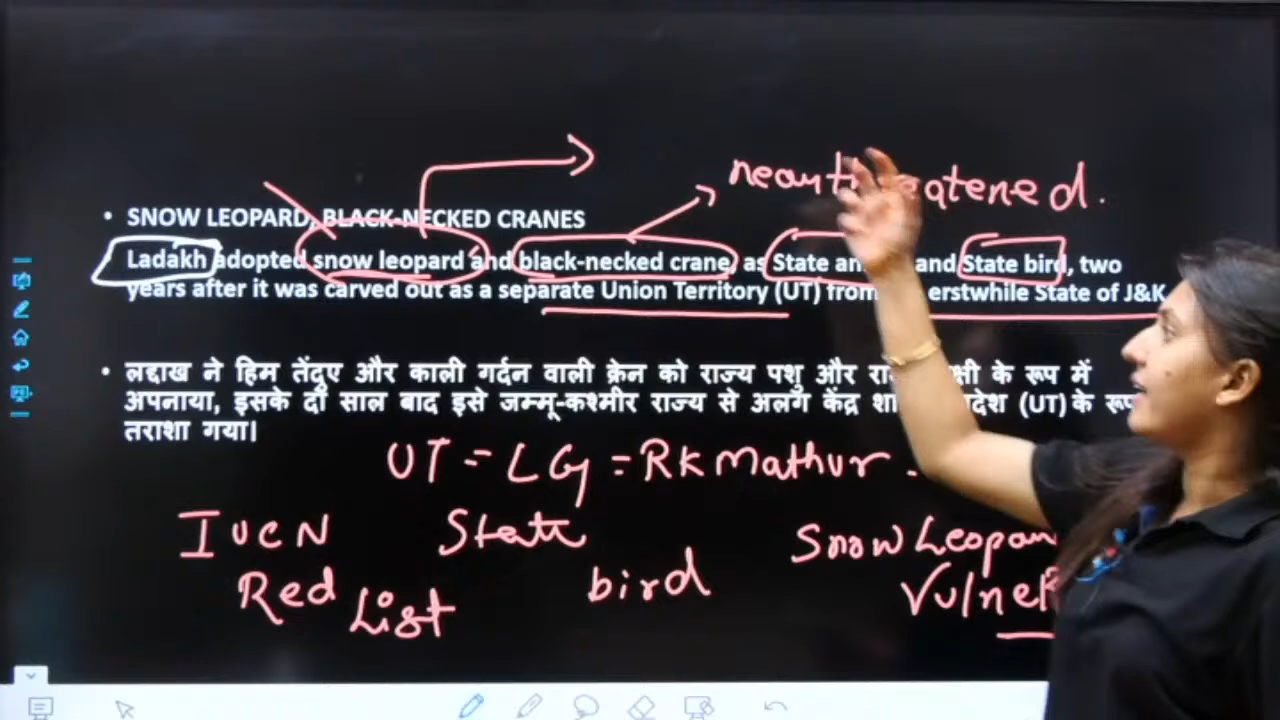 near
atened.
• SNOW LEOPARD, BLACK-NECKED CRANES
Ladakh adopted snow leopard and black-necked crane, as State and State bird, two
years after it was carved out as a separate Union Territory (UT) from erstwhile State of J&K
• लद्दाख ने हिम तेंदुए और काली गर्दन वाली क्रेन को राज्य पशु और के रूप में
अपनाया, इसके दो साल बाद इसे जम्मू-कश्मीर राज्य से अलग केंद्र (UT) के रूप
तराशा गया।
UT = LG = RK Mathur.
IUCN
Red List
State
bird
Snow Leopar
Vulne